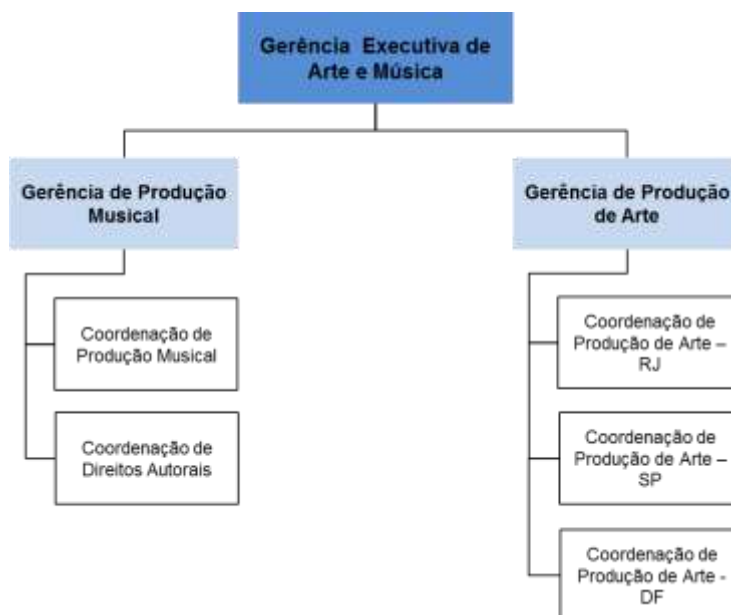 Gerência Executiva de
Arte e Música
Gerência de Produção
Musical
Gerência de Produção
de Arte
Coordenação de
Produção Musical
Coordenação de
Direitos Autorais
Coordenação de
Produção de Arte –
RJ
Coordenação de
Produção de Arte –
SP
Coordenação de
Produção de Arte -
DF